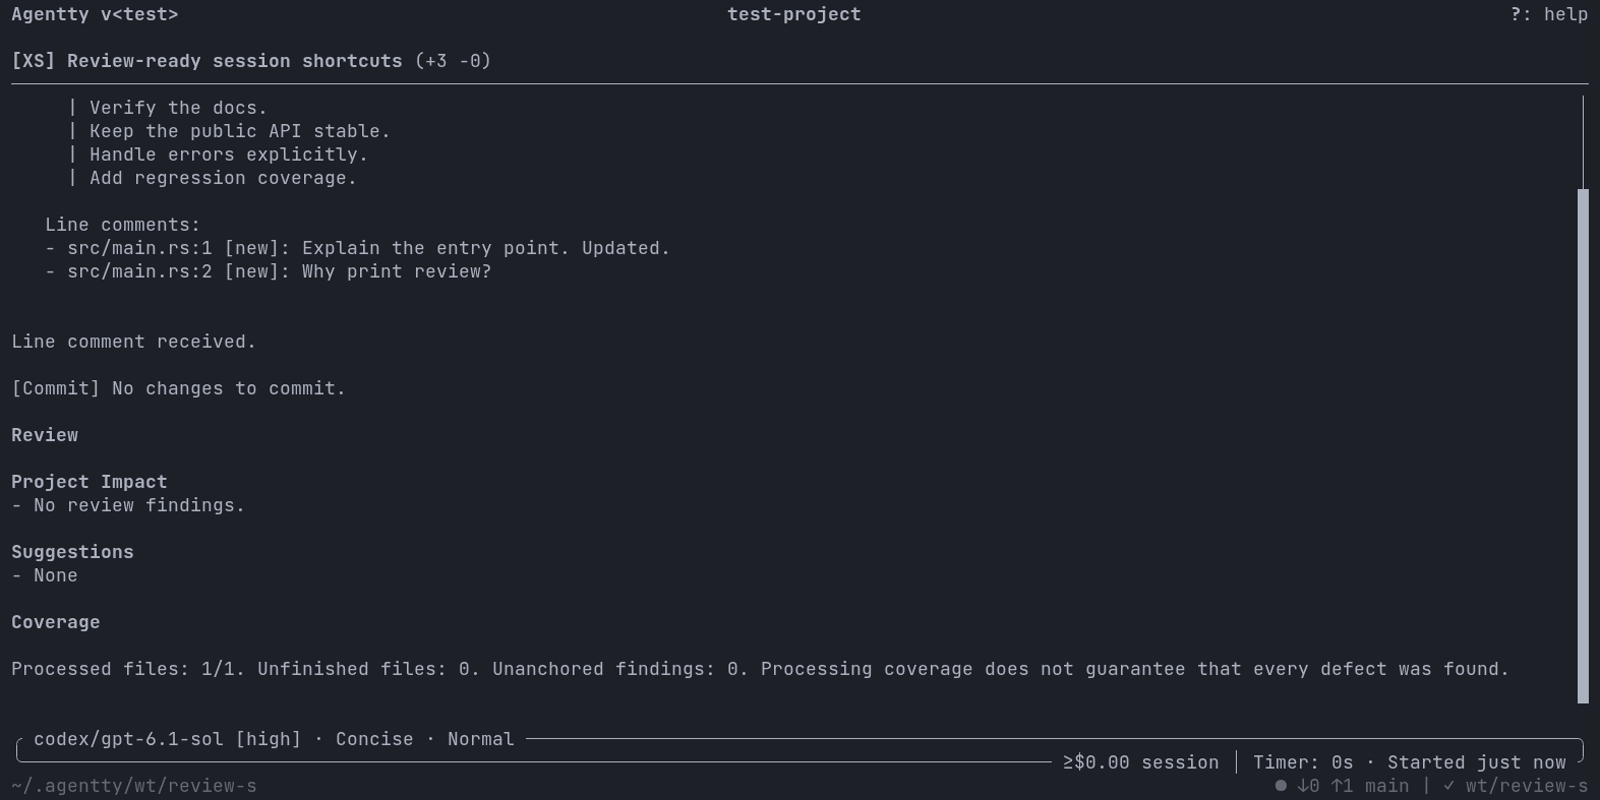 Agentty v<test> test-project ?: help
[XS] Review-ready session shortcuts (+3 -0)
| Verify the docs.
| Keep the public API stable.
| Handle errors explicitly.
| Add regression coverage.
Line comments:
- src/main.rs:1 [new]: Explain the entry point. Updated.
- src/main.rs:2 [new]: Why print review?
Line comment received.
[Commit] No changes to commit.
Review
Project Impact
- No review findings.
Suggestions
- None
Coverage
Processed files: 1/1. Unfinished files: 0. Unanchored findings: 0. Processing coverage does not guarantee that every defect was found.
codex/gpt-6.1-sol [high] · Concise · Normal
≥$0.00 session │ Timer: 0s · Started just now
~/.agentty/wt/review-s ● ↓0 ↑1 main | ✓ wt/review-s